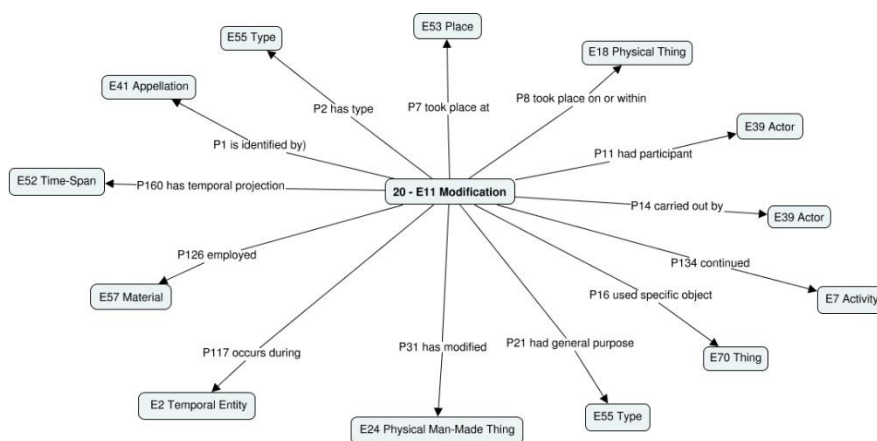 E53 Place
E55 Type
E18 Physical Thing
E41 Appellation
P7 took place at
P2 has type
P8 took place on or within
E39 Actor
P1 is identified by)
P11 had participant
E52 Time-Span
P160 has temporal projection
20 - E11 Modification
P14 carried out by
E39 Actor
P126 employed
P134 continued
E57 Material
P16 used specific object
E7 Activity
P117 occurs during
P31 has modified
P21 had general purpose
E70 Thing
E2 Temporal Entity
E24 Physical Man-Made Thing
E55 Type